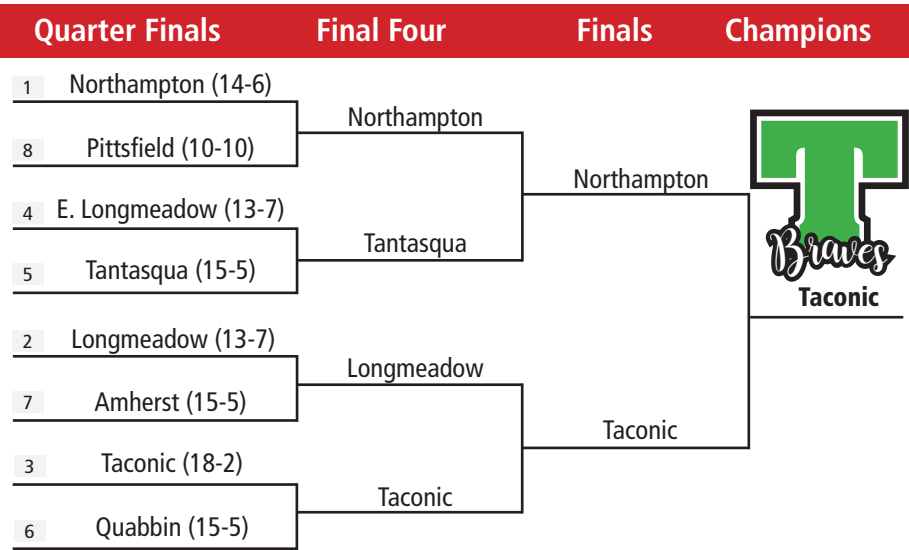 Quarter Finals Final Four Finals Champions
1 Northampton (14-6)
Northampton
8 Pittsfield (10-10)
Northampton
4 E. Longmeadow (13-7)
Tantasqua
5 Tantasqua (15-5)
T
Braves
Taconic
2 Longmeadow (13-7)
Longmeadow
7 Amherst (15-5)
Taconic
3 Taconic (18-2)
Taconic
6 Quabbin (15-5)